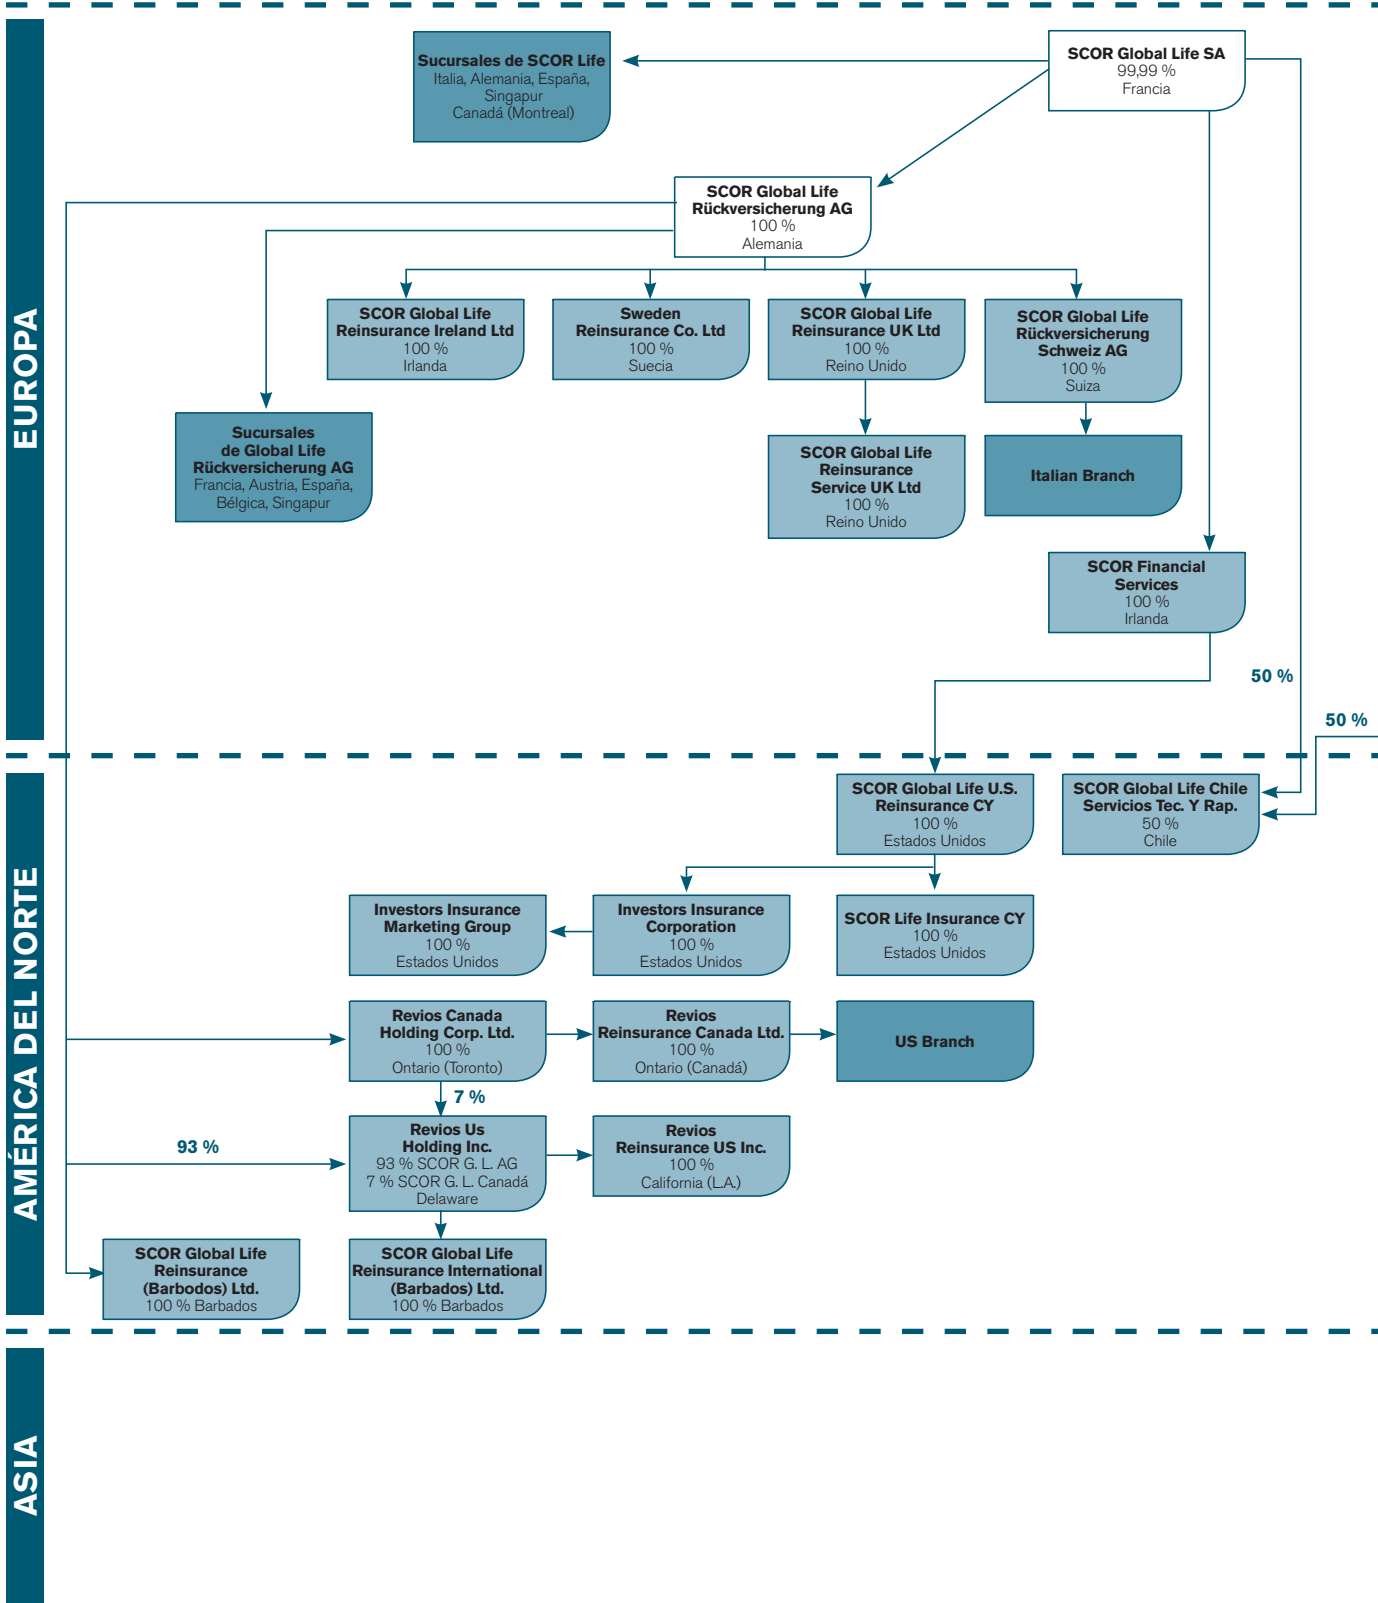 EUROPA
Sucursales de SCOR Life
Italia, Alemania, España,
Singapur
Canadá (Montreal)
SCOR Global Life SA
99,99 %
Francia
SCOR Global Life
Rückversicherung AG
100 %
Alemania
SCOR Global Life
Reinsurance Ireland Ltd
100 %
Irlanda
Sweden
Reinsurance Co. Ltd
100 %
Suecia
SCOR Global Life
Reinsurance UK Ltd
100 %
Reino Unido
SCOR Global Life
Rückversicherung
Schweiz AG
100 %
Suiza
Sucursales
de Global Life
Rückversicherung AG
Francia, Austria, España,
Bélgica, Singapur
SCOR Global Life
Reinsurance
Service UK Ltd
100 %
Reino Unido
Italian Branch
SCOR Financial
Services
100 %
Irlanda
50 %
50 %
AMÉRICA DEL NORTE
SCOR Global Life U.S.
Reinsurance CY
100 %
Estados Unidos
SCOR Global Life Chile
Servicios Tec. Y Rap.
50 %
Chile
Investors Insurance
Marketing Group
100 %
Estados Unidos
Investors Insurance
Corporation
100 %
Estados Unidos
SCOR Life Insurance CY
100 %
Estados Unidos
Revios Canada
Holding Corp. Ltd.
100 %
Ontario (Toronto)
Revios
Reinsurance Canada Ltd.
100 %
Ontario (Canadá)
US Branch
7 %
93 %
Revios Us
Holding Inc.
93 % SCOR G. L. AG
7 % SCOR G. L. Canadá
Delaware
Revios
Reinsurance US Inc.
100 %
California (L.A.)
SCOR Global Life
Reinsurance
(Barbodos) Ltd.
100 % Barbados
SCOR Global Life
Reinsurance International
(Barbados) Ltd.
100 % Barbados
ASIA